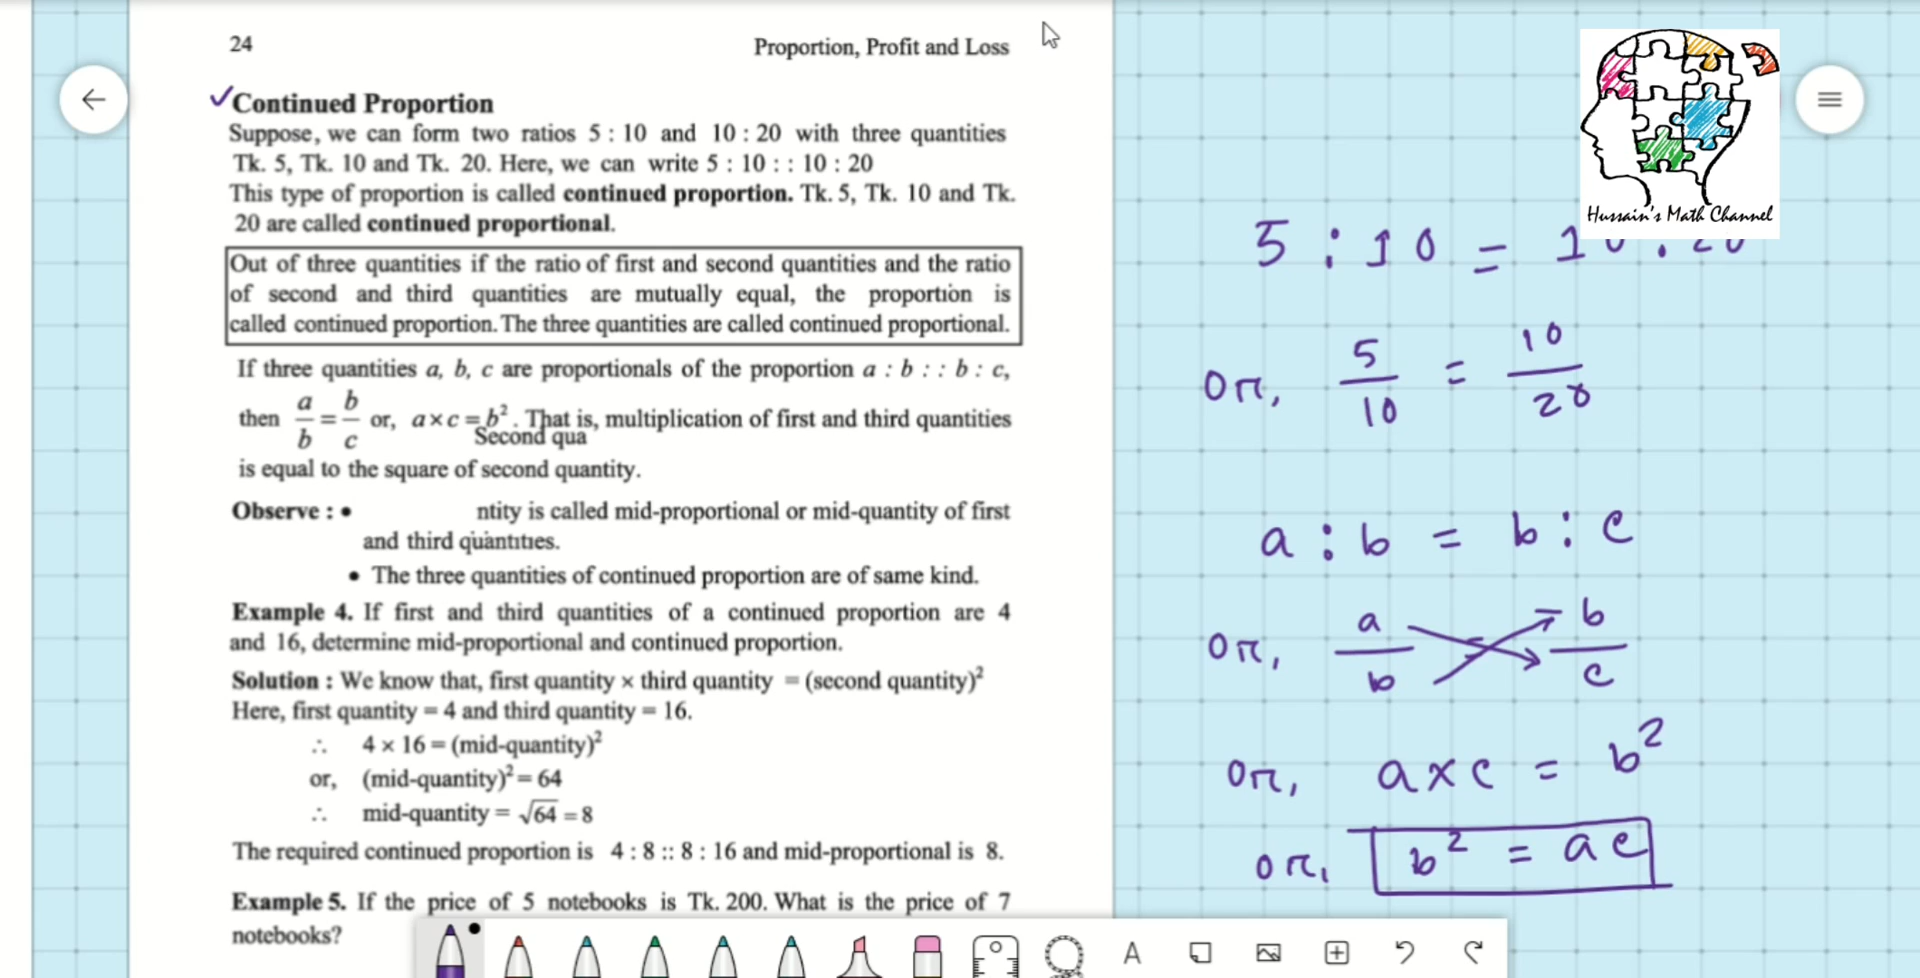 24
Proportion, Profit and Loss
Continued Proportion
Suppose, we can form two ratios 5 : 10 and 10 : 20 with three quantities
Tk. 5, Tk. 10 and Tk. 20. Here, we can write 5 : 10 : : 10 : 20
This type of proportion is called continued proportion. Tk. 5, Tk. 10 and Tk.
20 are called continued proportional.
Out of three quantities if the ratio of first and second quantities and the ratio
of second and third quantities are mutually equal, the proportion is
called continued proportion. The three quantities are called continued proportional.
If three quantities a, b, c are proportionals of the proportion a : b : : b : c,
then a/b = b/c or, a × c = b². That is, multiplication of first and third quantities
Second qua
is equal to the square of second quantity.
Observe : • ntity is called mid-proportional or mid-quantity of first
and third quantities.
• The three quantities of continued proportion are of same kind.
Example 4. If first and third quantities of a continued proportion are 4
and 16, determine mid-proportional and continued proportion.
Solution : We know that, first quantity × third quantity = (second quantity)²
Here, first quantity = 4 and third quantity = 16.
∴ 4 × 16 = (mid-quantity)²
or, (mid-quantity)² = 64
∴ mid-quantity = √64 = 8
The required continued proportion is 4 : 8 :: 8 : 16 and mid-proportional is 8.
Example 5. If the price of 5 notebooks is Tk. 200. What is the price of 7
notebooks?
Hussain's Math Channel
5 : 10 = 10 : 20
or, 5/10 = 10/20
a : b = b : c
or, a/b b/c
or, a × c = b²
or, b² = ac
A